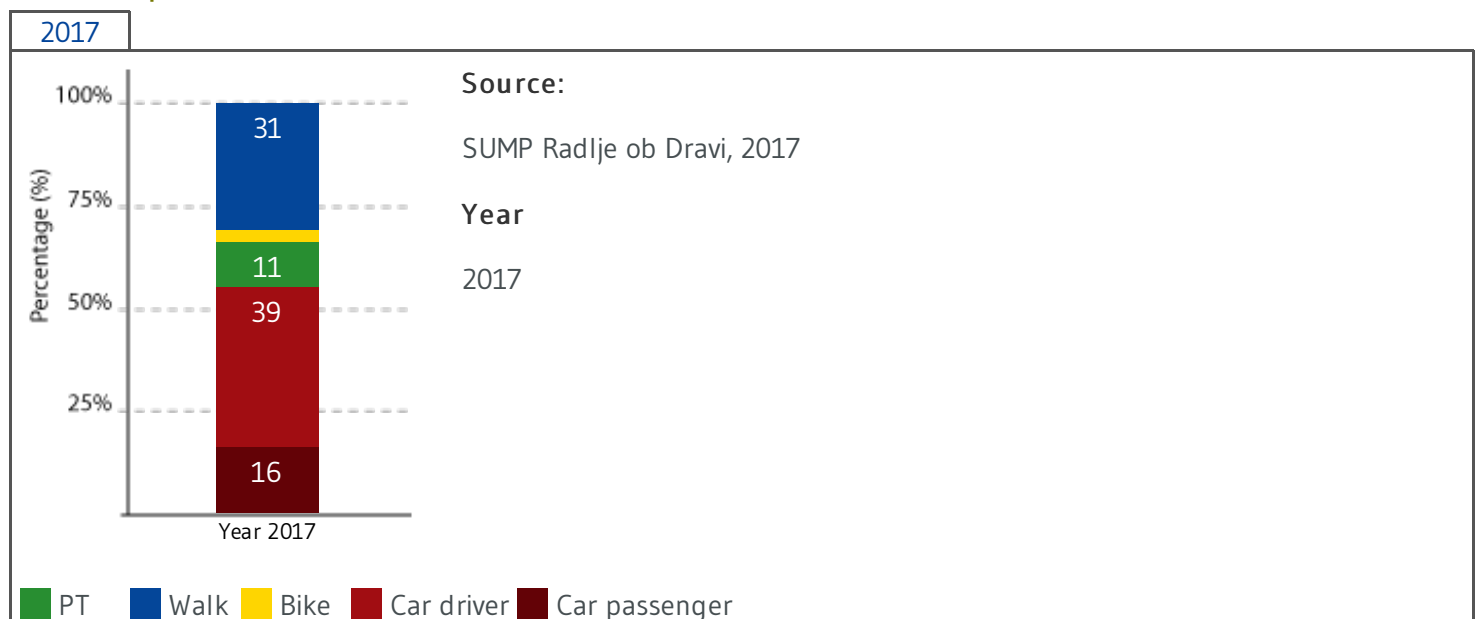 2017
Source:
SUMP Radlje ob Dravi, 2017
Year
2017
Percentage (%)
100%
75%
50%
25%
31
11
39
16
Year 2017
PT Walk Bike Car driver Car passenger